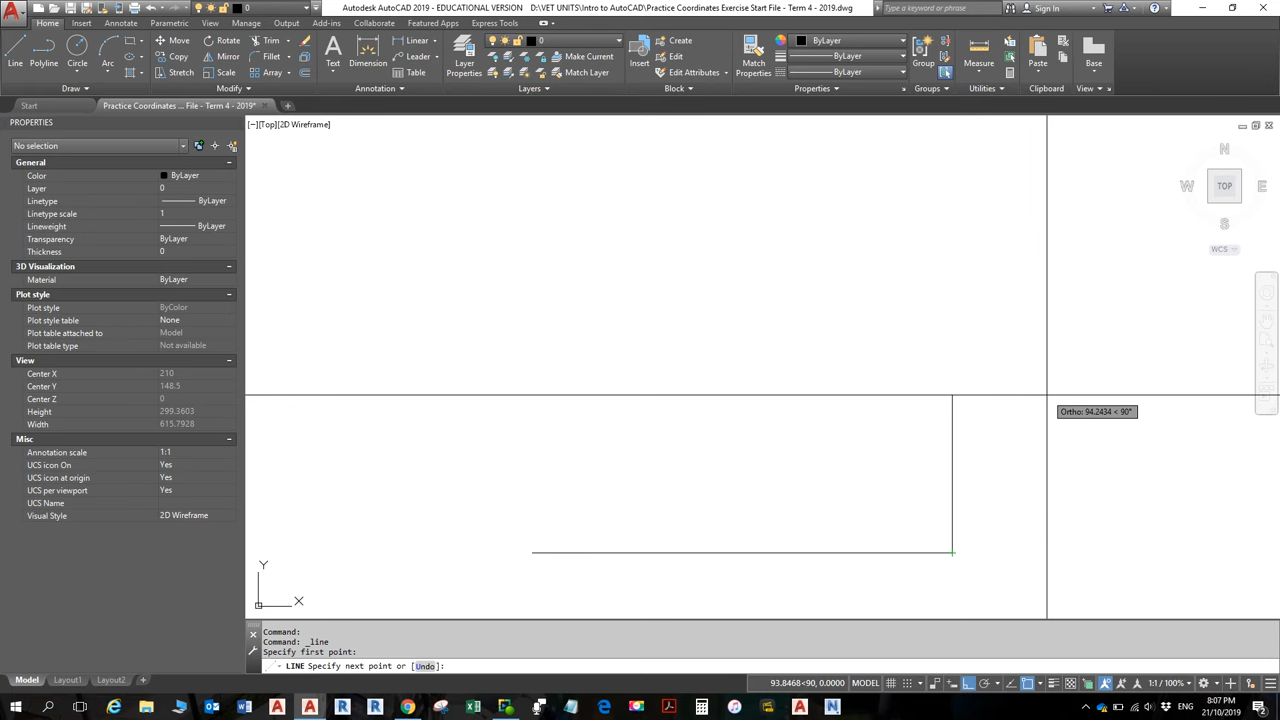 0
Autodesk AutoCAD 2019 - EDUCATIONAL VERSION D:\VET UNITS\Intro to AutoCAD\Practice Coordinates Exercise Start File - Term 4 - 2019.dwg
Type a keyword or phrase
Sign In
Home Insert Annotate Parametric View Manage Output Add-ins Collaborate Featured Apps Express Tools
Line Polyline Circle Arc
Move Rotate Trim
Copy Mirror Fillet
Stretch Scale Array
Text Dimension
Linear
Leader
Table
Layer Properties
0
Make Current
Match Layer
Insert
Create
Edit
Edit Attributes
Match Properties
ByLayer
ByLayer
ByLayer
Group
Measure
Paste
Base
Draw Modify Annotation Layers Block Properties Groups Utilities Clipboard View
Start Practice Coordinates ... File - Term 4 - 2019*
PROPERTIES
No selection
General
Color ByLayer
Layer 0
Linetype ByLayer
Linetype scale 1
Lineweight ByLayer
Transparency ByLayer
Thickness 0
3D Visualization
Material ByLayer
Plot style
Plot style ByColor
Plot style table None
Plot table attached to Model
Plot table type Not available
View
Center X 210
Center Y 148.5
Center Z 0
Height 299.3603
Width 615.7928
Misc
Annotation scale 1:1
UCS icon On Yes
UCS icon at origin Yes
UCS per viewport Yes
UCS Name
Visual Style 2D Wireframe
[−][Top][2D Wireframe]
N
W TOP E
S
WCS
Ortho: 94.2434 < 90°
Y
X
Command:
Command: _line
Specify first point:
LINE Specify next point or [Undo]:
Model Layout1 Layout2
93.8468<90, 0.0000 MODEL 1:1 / 100%
ENG
8:07 PM
21/10/2019